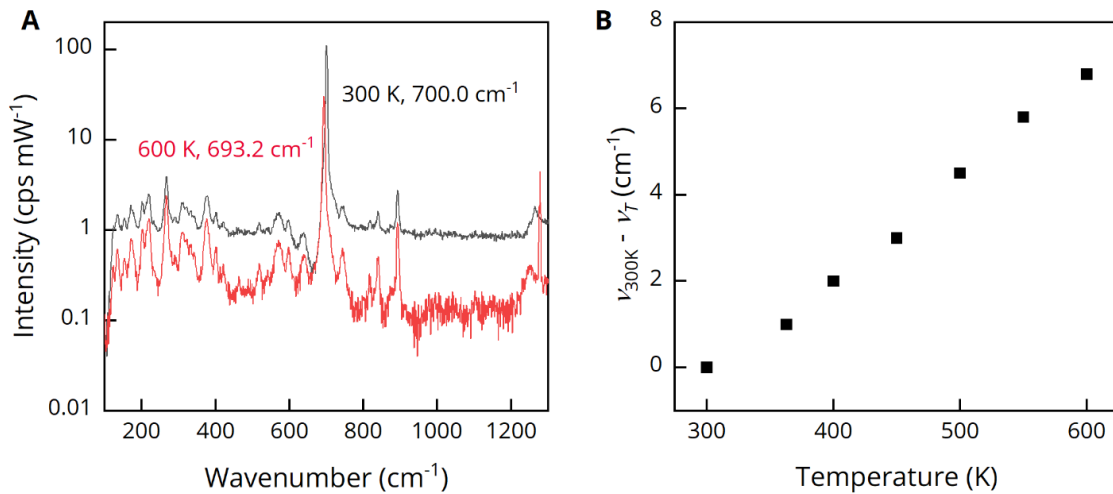 A
Intensity (cps mW⁻¹)
100
10
1
0.1
0.01
300 K, 700.0 cm⁻¹
600 K, 693.2 cm⁻¹
200 400 600 800 1000 1200
Wavenumber (cm⁻¹)
B
ν300K - νT (cm⁻¹)
8
6
4
2
0
300 400 500 600
Temperature (K)